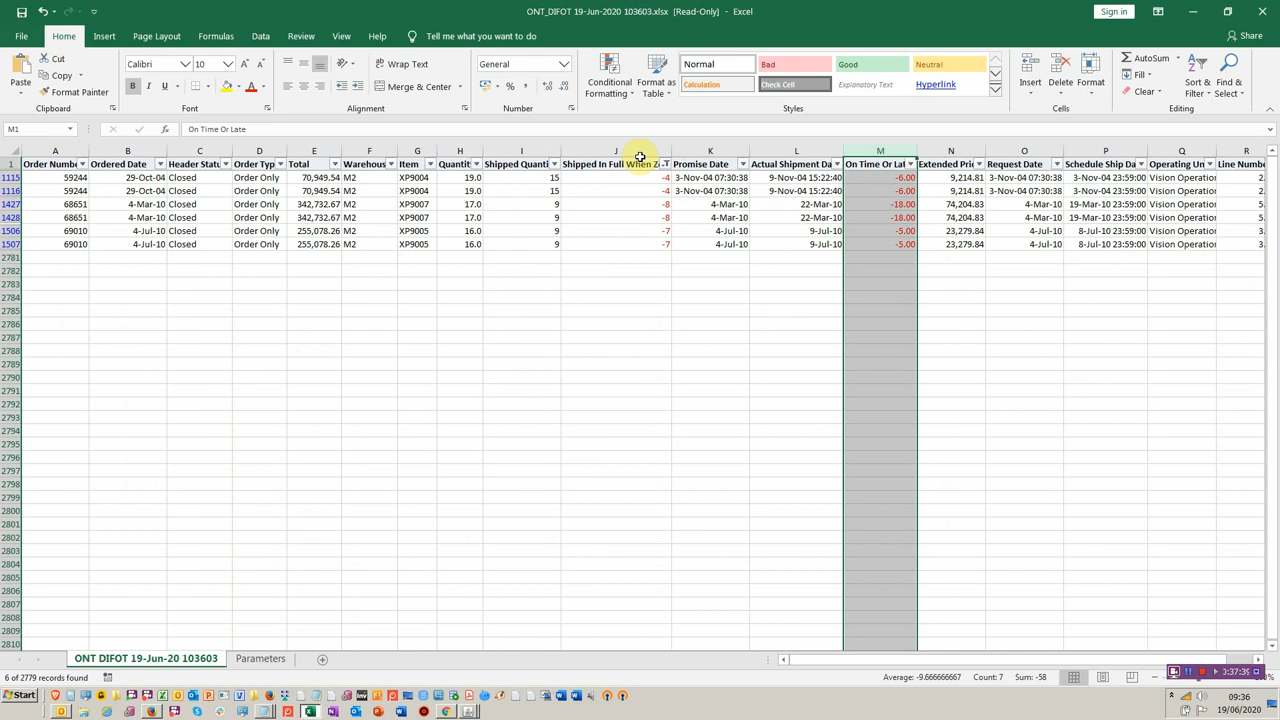 ONT_DIFOT 19-Jun-2020 103603.xlsx [Read-Only] - Excel
Sign in
File Home Insert Page Layout Formulas Data Review View Help Tell me what you want to do Share
Paste Cut Copy Format Painter Clipboard
Calibri 10 B I U A Font
Wrap Text Merge & Center Alignment
General % Number
Conditional Formatting Format as Table
Normal Bad Good Neutral
Calculation Check Cell Explanatory Text Hyperlink
Styles
Insert Delete Format Cells
AutoSum Fill Clear Sort & Filter Find & Select Editing
M1 fx On Time Or Late
A B C D E F G H I J K L M N O P Q R
1 Order Numbe Ordered Date Header Statu Order Typ Total Warehous Item Quantit Shipped Quanti Shipped In Full When Ze Promise Date Actual Shipment Da On Time Or Lat Extended Pric Request Date Schedule Ship Da Operating Un Line Number
1115 59244 29-Oct-04 Closed Order Only 70,949.54 M2 XP9004 19.0 15 -4 3-Nov-04 07:30:38 9-Nov-04 15:22:40 -6.00 9,214.81 3-Nov-04 07:30:38 3-Nov-04 23:59:00 Vision Operation 2.
1116 59244 29-Oct-04 Closed Order Only 70,949.54 M2 XP9004 19.0 15 -4 3-Nov-04 07:30:38 9-Nov-04 15:22:40 -6.00 9,214.81 3-Nov-04 07:30:38 3-Nov-04 23:59:00 Vision Operation 2.
1427 68651 4-Mar-10 Closed Order Only 342,732.67 M2 XP9007 17.0 9 -8 4-Mar-10 22-Mar-10 -18.00 74,204.83 4-Mar-10 19-Mar-10 23:59:00 Vision Operation 4.
1428 68651 4-Mar-10 Closed Order Only 342,732.67 M2 XP9007 17.0 9 -8 4-Mar-10 22-Mar-10 -18.00 74,204.83 4-Mar-10 19-Mar-10 23:59:00 Vision Operation 4.
1506 69010 4-Jul-10 Closed Order Only 255,078.26 M2 XP9005 16.0 9 -7 4-Jul-10 9-Jul-10 -5.00 23,279.84 4-Jul-10 8-Jul-10 23:59:00 Vision Operation 3.
1507 69010 4-Jul-10 Closed Order Only 255,078.26 M2 XP9005 16.0 9 -7 4-Jul-10 9-Jul-10 -5.00 23,279.84 4-Jul-10 8-Jul-10 23:59:00 Vision Operation 3.
2781
2782
2783
2784
2785
2786
2787
2788
2789
2790
2791
2792
2793
2794
2795
2796
2797
2798
2799
2800
2801
2802
2803
2804
2805
2806
2807
2808
2809
2810
ONT DIFOT 19-Jun-20 103603 Parameters
6 of 2779 records found Average: -9.666666667 Count: 7 Sum: -58 0:37:39
Start 09:36
19/06/2020